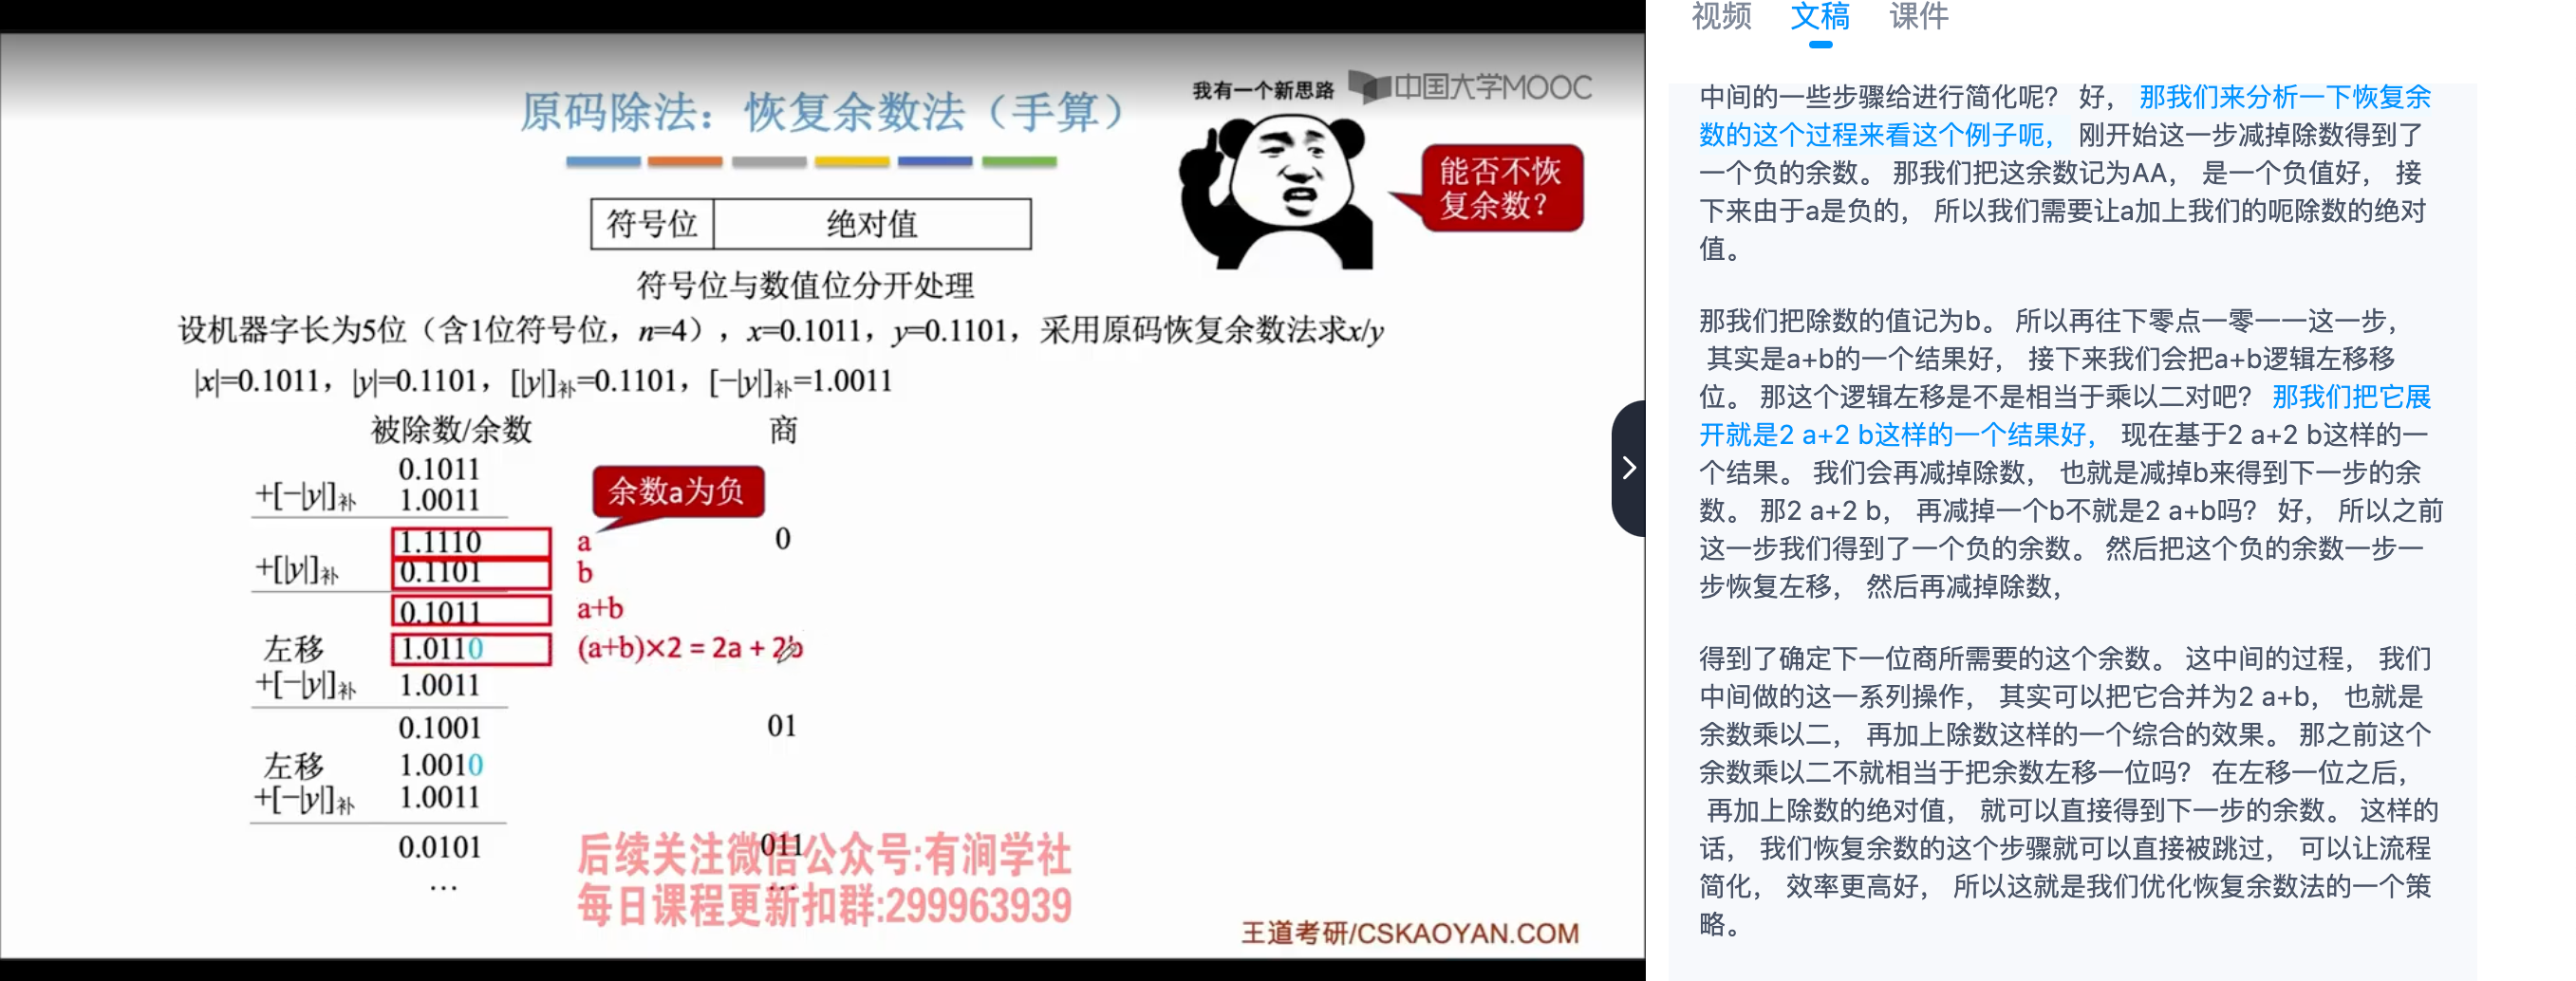 视频 文稿 课件
我有一个新思路 中国大学MOOC
原码除法：恢复余数法（手算）
能否不恢
复余数？
符号位 绝对值
符号位与数值位分开处理
设机器字长为5位（含1位符号位，n=4），x=0.1011，y=0.1101，采用原码恢复余数法求x/y
|x|=0.1011，|y|=0.1101，[|y|]补=0.1101，[−|y|]补=1.0011
被除数/余数 商
0.1011
+[−|y|]补 1.0011
余数a为负
1.1110 a 0
+[|y|]补 0.1101 b
0.1011 a+b
左移 1.0110 (a+b)×2 = 2a + 2b
+[−|y|]补 1.0011
0.1001 01
左移 1.0010
+[−|y|]补 1.0011
0.0101 011
… …
后续关注微信公众号:有涧学社
每日课程更新扣群:299963939
王道考研/CSKAOYAN.COM
中间的一些步骤给进行简化呢？ 好， 那我们来分析一下恢复余
数的这个过程来看这个例子呃， 刚开始这一步减掉除数得到了
一个负的余数。 那我们把这余数记为AA， 是一个负值好， 接
下来由于a是负的， 所以我们需要让a加上我们的呃除数的绝对
值。
那我们把除数的值记为b。 所以再往下零点一零一一这一步，
其实是a+b的一个结果好， 接下来我们会把a+b逻辑左移移
位。 那这个逻辑左移是不是相当于乘以二对吧？ 那我们把它展
开就是2 a+2 b这样的一个结果好， 现在基于2 a+2 b这样的一
个结果。 我们会再减掉除数， 也就是减掉b来得到下一步的余
数。 那2 a+2 b， 再减掉一个b不就是2 a+b吗？ 好， 所以之前
这一步我们得到了一个负的余数。 然后把这个负的余数一步一
步恢复左移， 然后再减掉除数，
得到了确定下一位商所需要的这个余数。 这中间的过程， 我们
中间做的这一系列操作， 其实可以把它合并为2 a+b， 也就是
余数乘以二， 再加上除数这样的一个综合的效果。 那之前这个
余数乘以二不就相当于把余数左移一位吗？ 在左移一位之后，
再加上除数的绝对值， 就可以直接得到下一步的余数。 这样的
话， 我们恢复余数的这个步骤就可以直接被跳过， 可以让流程
简化， 效率更高好， 所以这就是我们优化恢复余数法的一个策
略。